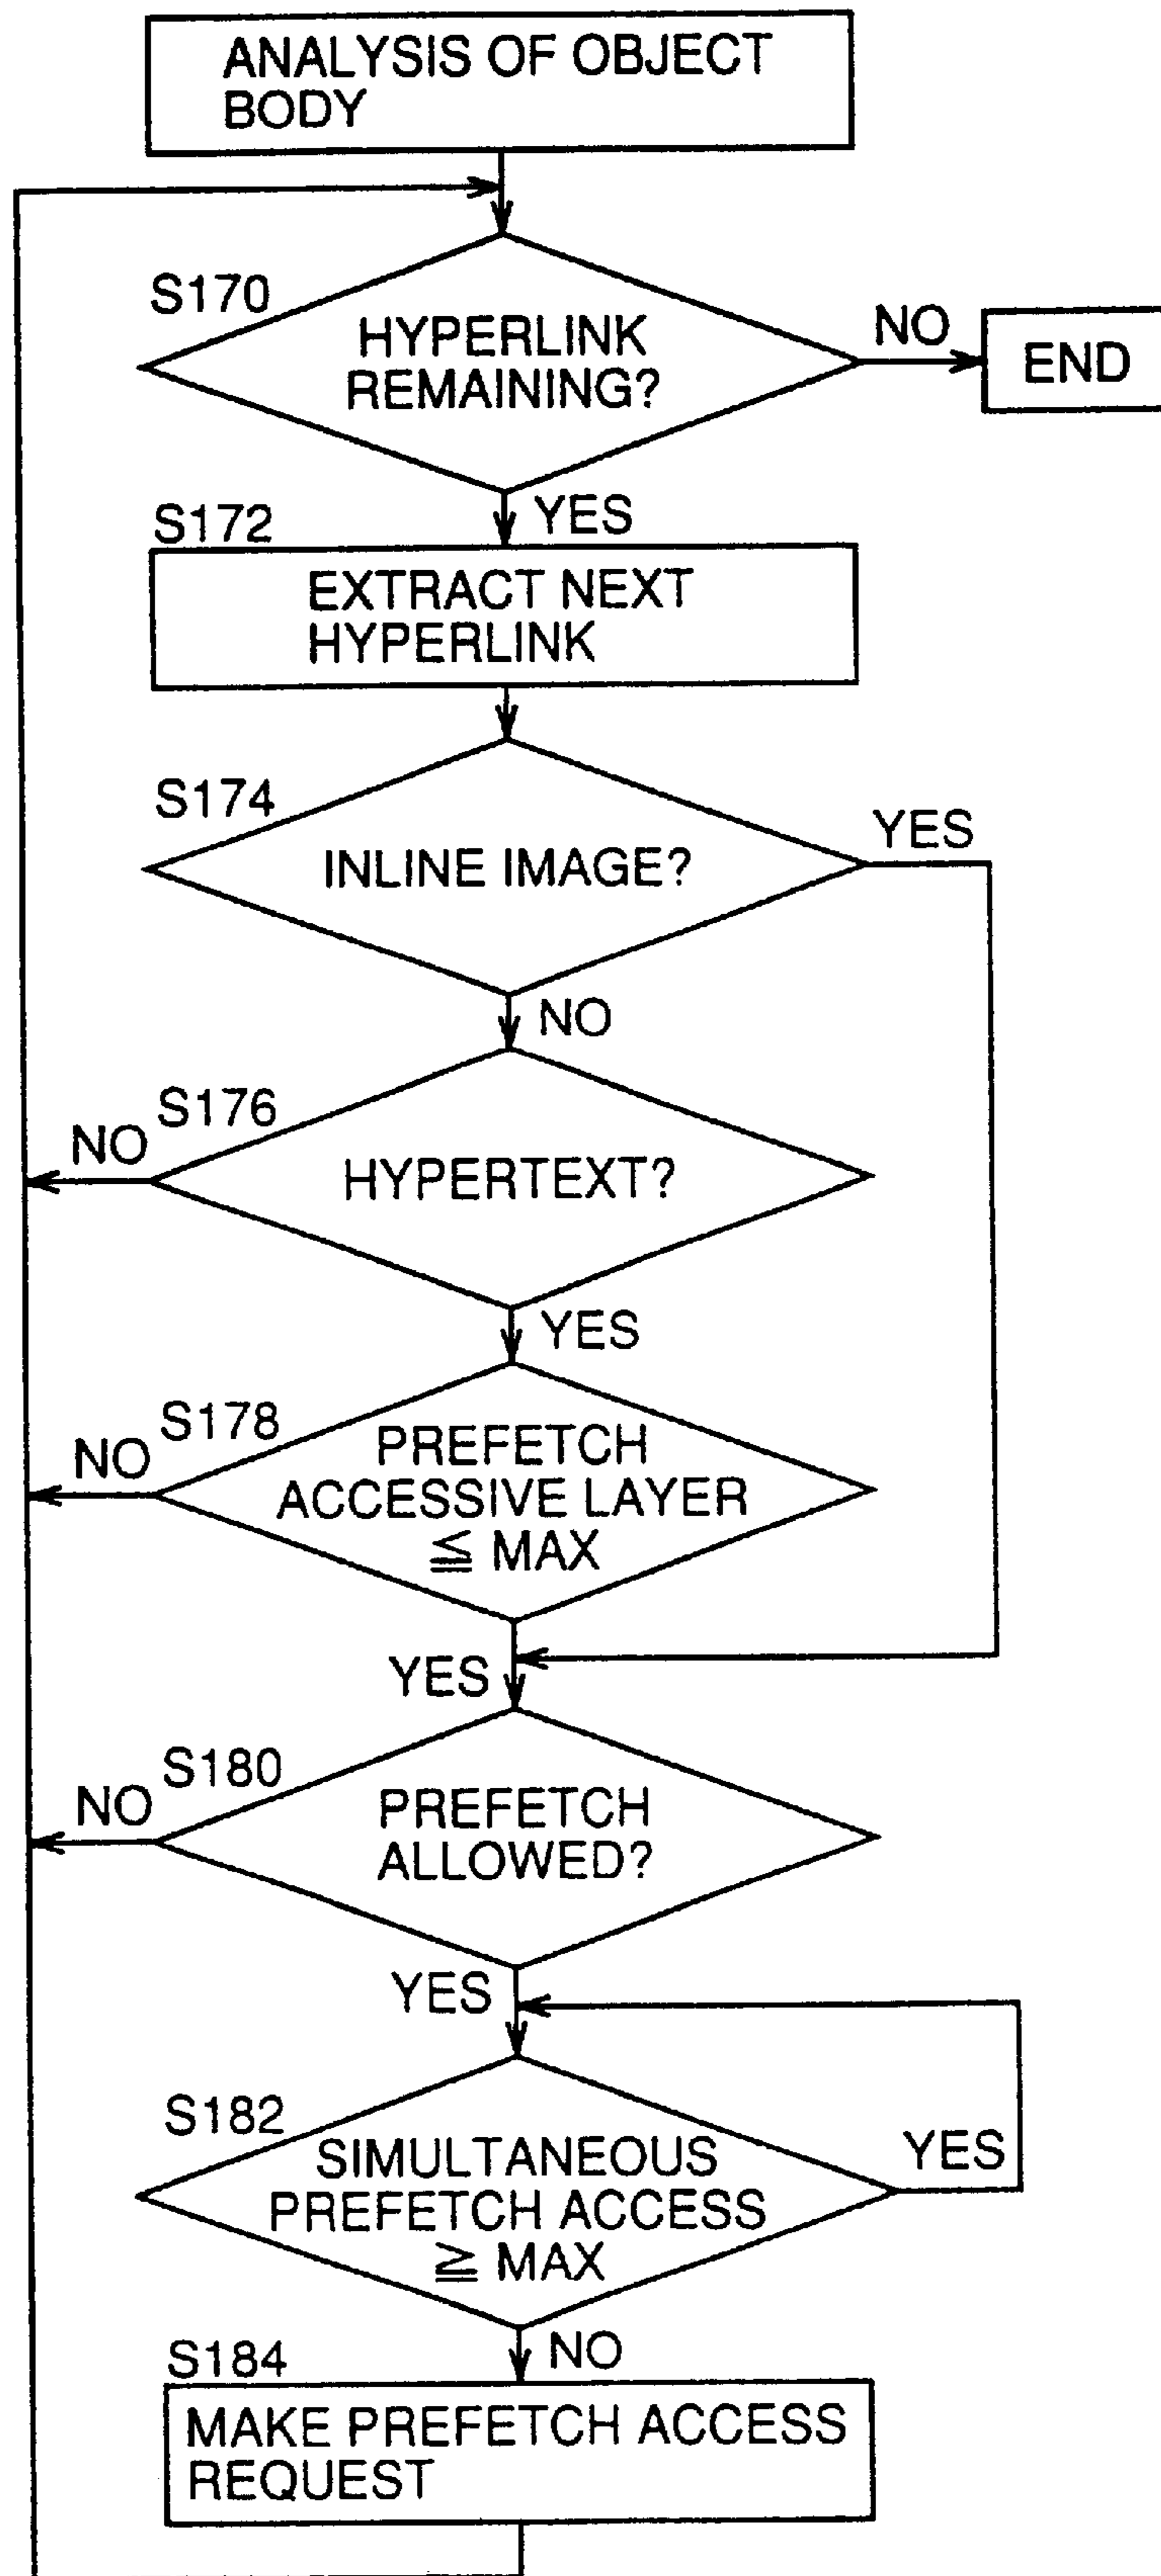 ANALYSIS OF OBJECT
BODY
S170
HYPERLINK
REMAINING?
NO
END
YES
S172
EXTRACT NEXT
HYPERLINK
S174
INLINE IMAGE?
YES
NO
S176
NO
HYPERTEXT?
YES
S178
NO
PREFETCH
ACCESSIVE LAYER
≦ MAX
YES
S180
NO
PREFETCH
ALLOWED?
YES
S182
SIMULTANEOUS
PREFETCH ACCESS
≧ MAX
YES
NO
S184
MAKE PREFETCH ACCESS
REQUEST